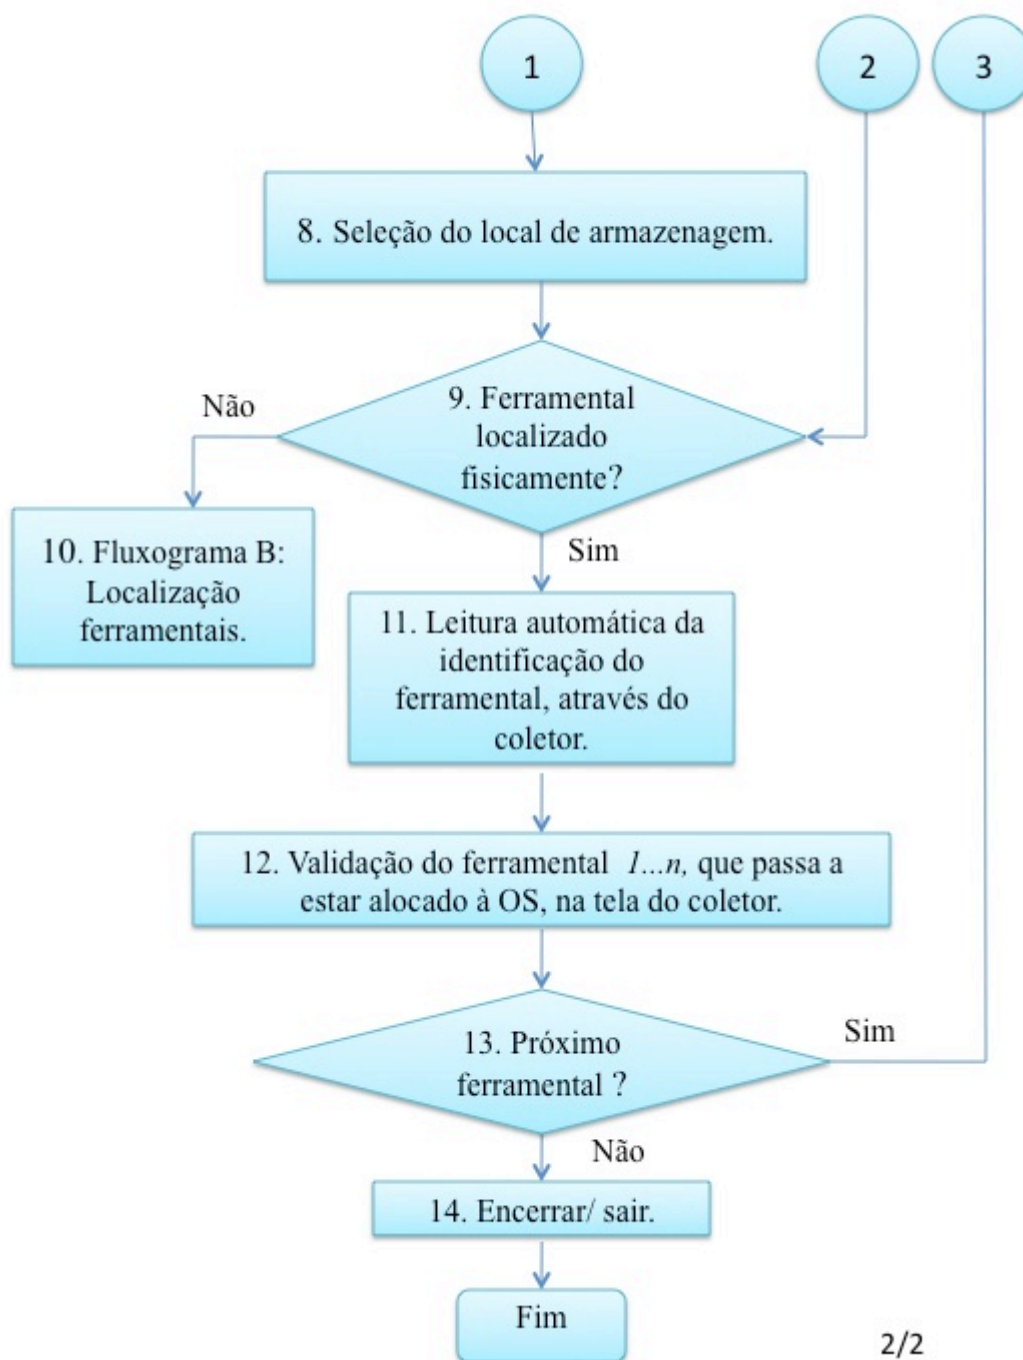 1
2
3
8. Seleção do local de armazenagem.
9. Ferramental
localizado
fisicamente?
Não
Sim
10. Fluxograma B:
Localização
ferramentais.
11. Leitura automática da
identificação do
ferramental, através do
coletor.
12. Validação do ferramental 1...n, que passa a
estar alocado à OS, na tela do coletor.
13. Próximo
ferramental ?
Sim
Não
14. Encerrar/ sair.
Fim
2/2